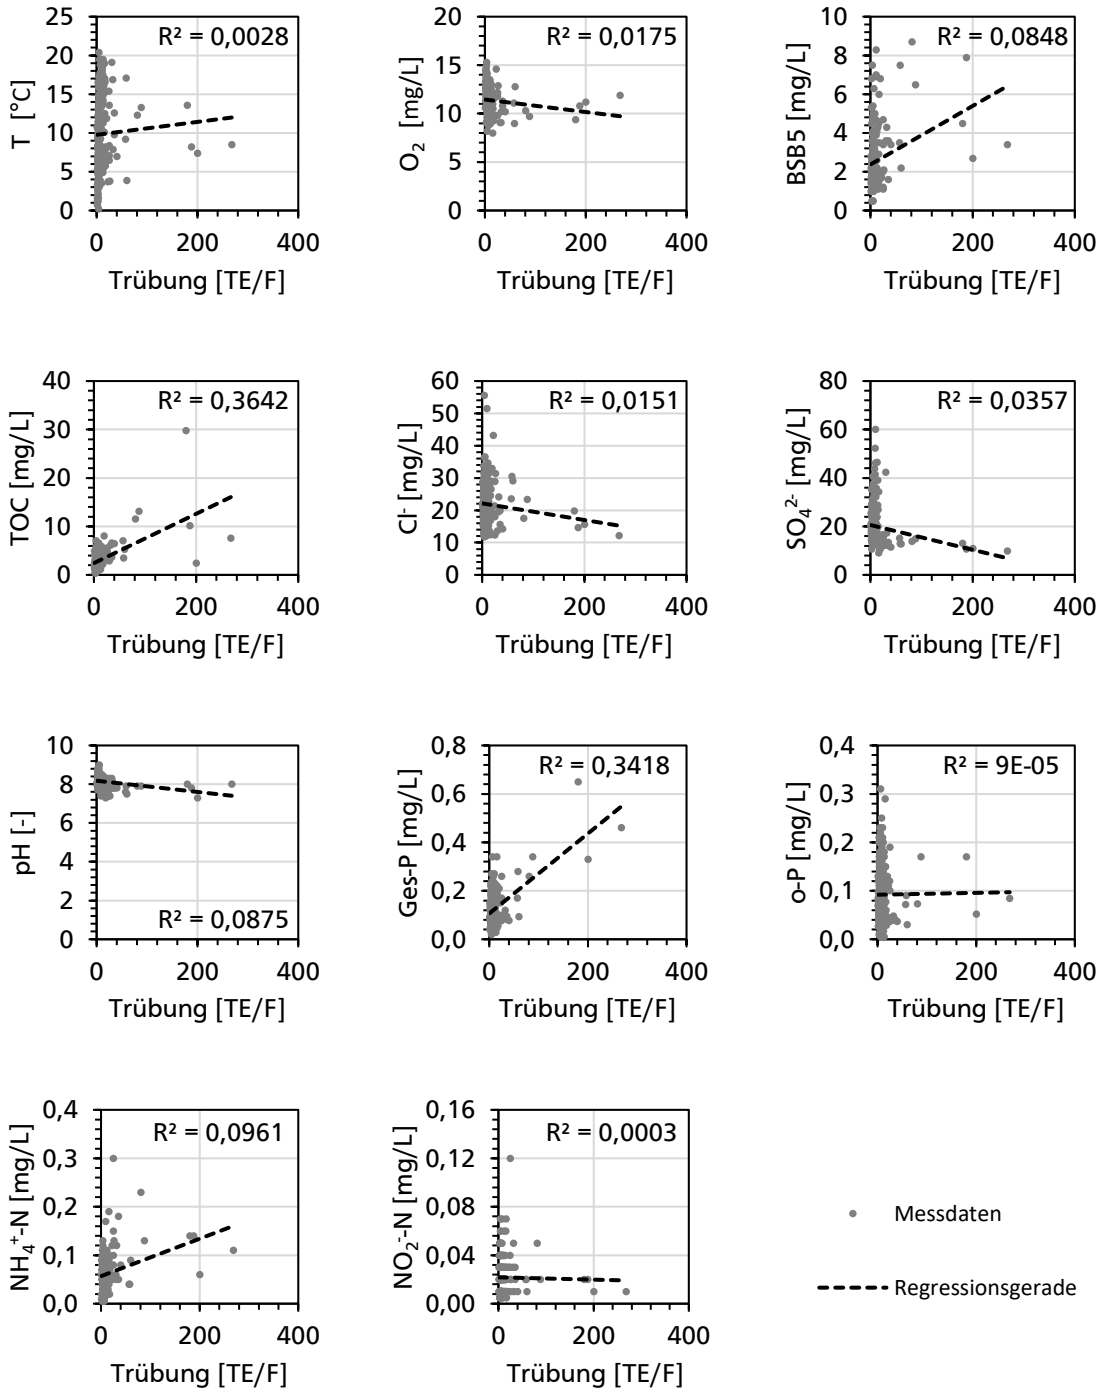 R² = 0,0028
T [°C]
25
20
15
10
5
0
0 200 400
Trübung [TE/F]
R² = 0,0175
O₂ [mg/L]
20
15
10
5
0
0 200 400
Trübung [TE/F]
R² = 0,0848
BSB5 [mg/L]
10
8
6
4
2
0
0 200 400
Trübung [TE/F]
R² = 0,3642
TOC [mg/L]
40
30
20
10
0
0 200 400
Trübung [TE/F]
R² = 0,0151
Cl⁻ [mg/L]
60
50
40
30
20
10
0
0 200 400
Trübung [TE/F]
R² = 0,0357
SO₄²⁻ [mg/L]
80
60
40
20
0
0 200 400
Trübung [TE/F]
R² = 0,0875
pH [-]
10
8
6
4
2
0
0 200 400
Trübung [TE/F]
R² = 0,3418
Ges-P [mg/L]
0,8
0,6
0,4
0,2
0,0
0 200 400
Trübung [TE/F]
R² = 9E-05
o-P [mg/L]
0,4
0,3
0,2
0,1
0,0
0 200 400
Trübung [TE/F]
R² = 0,0961
NH₄⁺-N [mg/L]
0,4
0,3
0,2
0,1
0,0
0 200 400
Trübung [TE/F]
R² = 0,0003
NO₂⁻-N [mg/L]
0,16
0,12
0,08
0,04
0,00
0 200 400
Trübung [TE/F]
Messdaten
Regressionsgerade